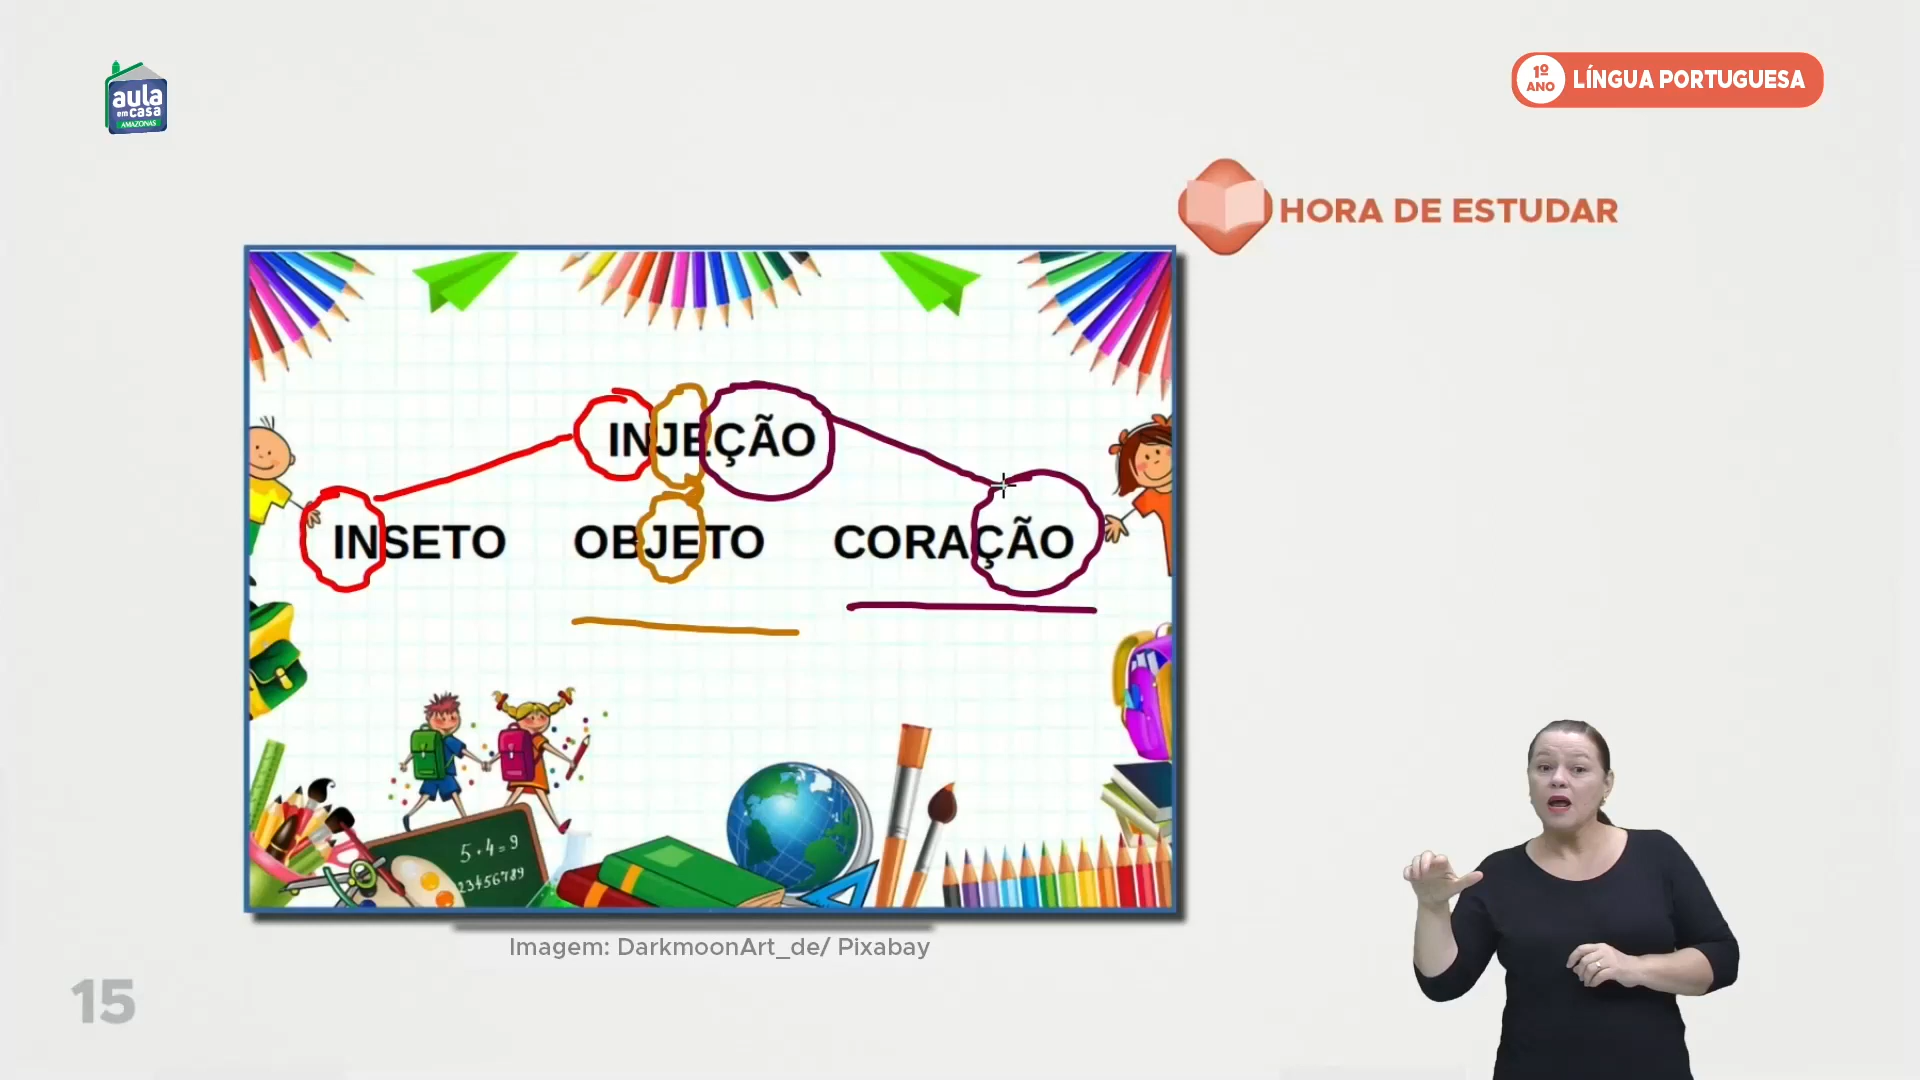 aula
em casa
AMAZONAS
1º
ANO
LÍNGUA PORTUGUESA
HORA DE ESTUDAR
INJEÇÃO
INSETO OBJETO CORAÇÃO
5·4=9
123456789
Imagem: DarkmoonArt_de/ Pixabay
15